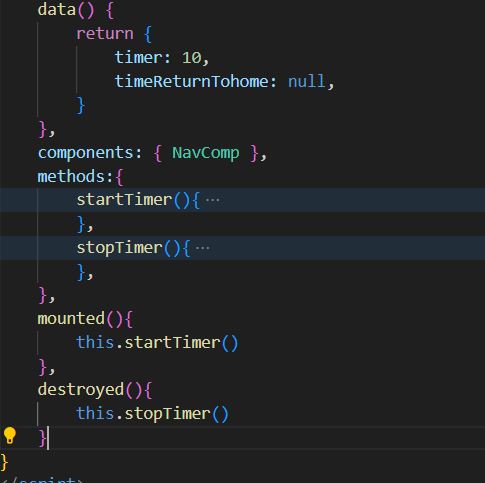 data() {
return {
timer: 10,
timeReturnTohome: null,
}
},
components: { NavComp },
methods:{
startTimer(){ ···
},
stopTimer(){ ···
},
},
mounted(){
this.startTimer()
},
destroyed(){
this.stopTimer()
}
}
</script>